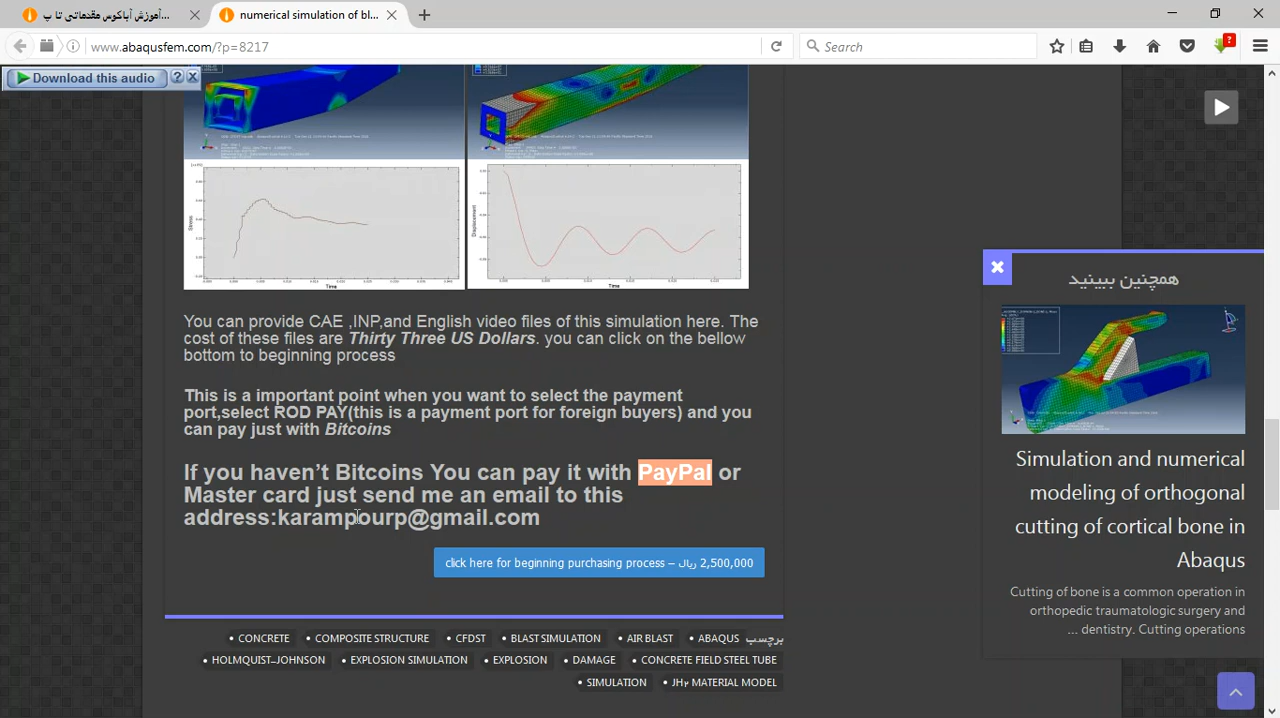 آموزش آباکوس مقدماتی تا پ...
numerical simulation of bl...
www.abaqusfem.com/?p=8217
Search
Download this audio
?
Stress
Time
Displacement
Time
You can provide CAE ,INP,and English video files of this simulation here. The
cost of these files are Thirty Three US Dollars. you can click on the bellow
bottom to beginning process
This is a important point when you want to select the payment
port,select ROD PAY(this is a payment port for foreign buyers) and you
can pay just with Bitcoins
If you haven’t Bitcoins You can pay it with PayPal or
Master card just send me an email to this
address:karampourp@gmail.com
click here for beginning purchasing process – 2,500,000 ریال
برچسب
ABAQUS
AIR BLAST
BLAST SIMULATION
CFDST
COMPOSITE STRUCTURE
CONCRETE
CONCRETE FIELD STEEL TUBE
DAMAGE
EXPLOSION
EXPLOSION SIMULATION
HOLMQUIST–JOHNSON
JH۲ MATERIAL MODEL
SIMULATION
همچنین ببینید
Simulation and numerical
modeling of orthogonal
cutting of cortical bone in
Abaqus
Cutting of bone is a common operation in
orthopedic traumatologic surgery and
... dentistry. Cutting operations